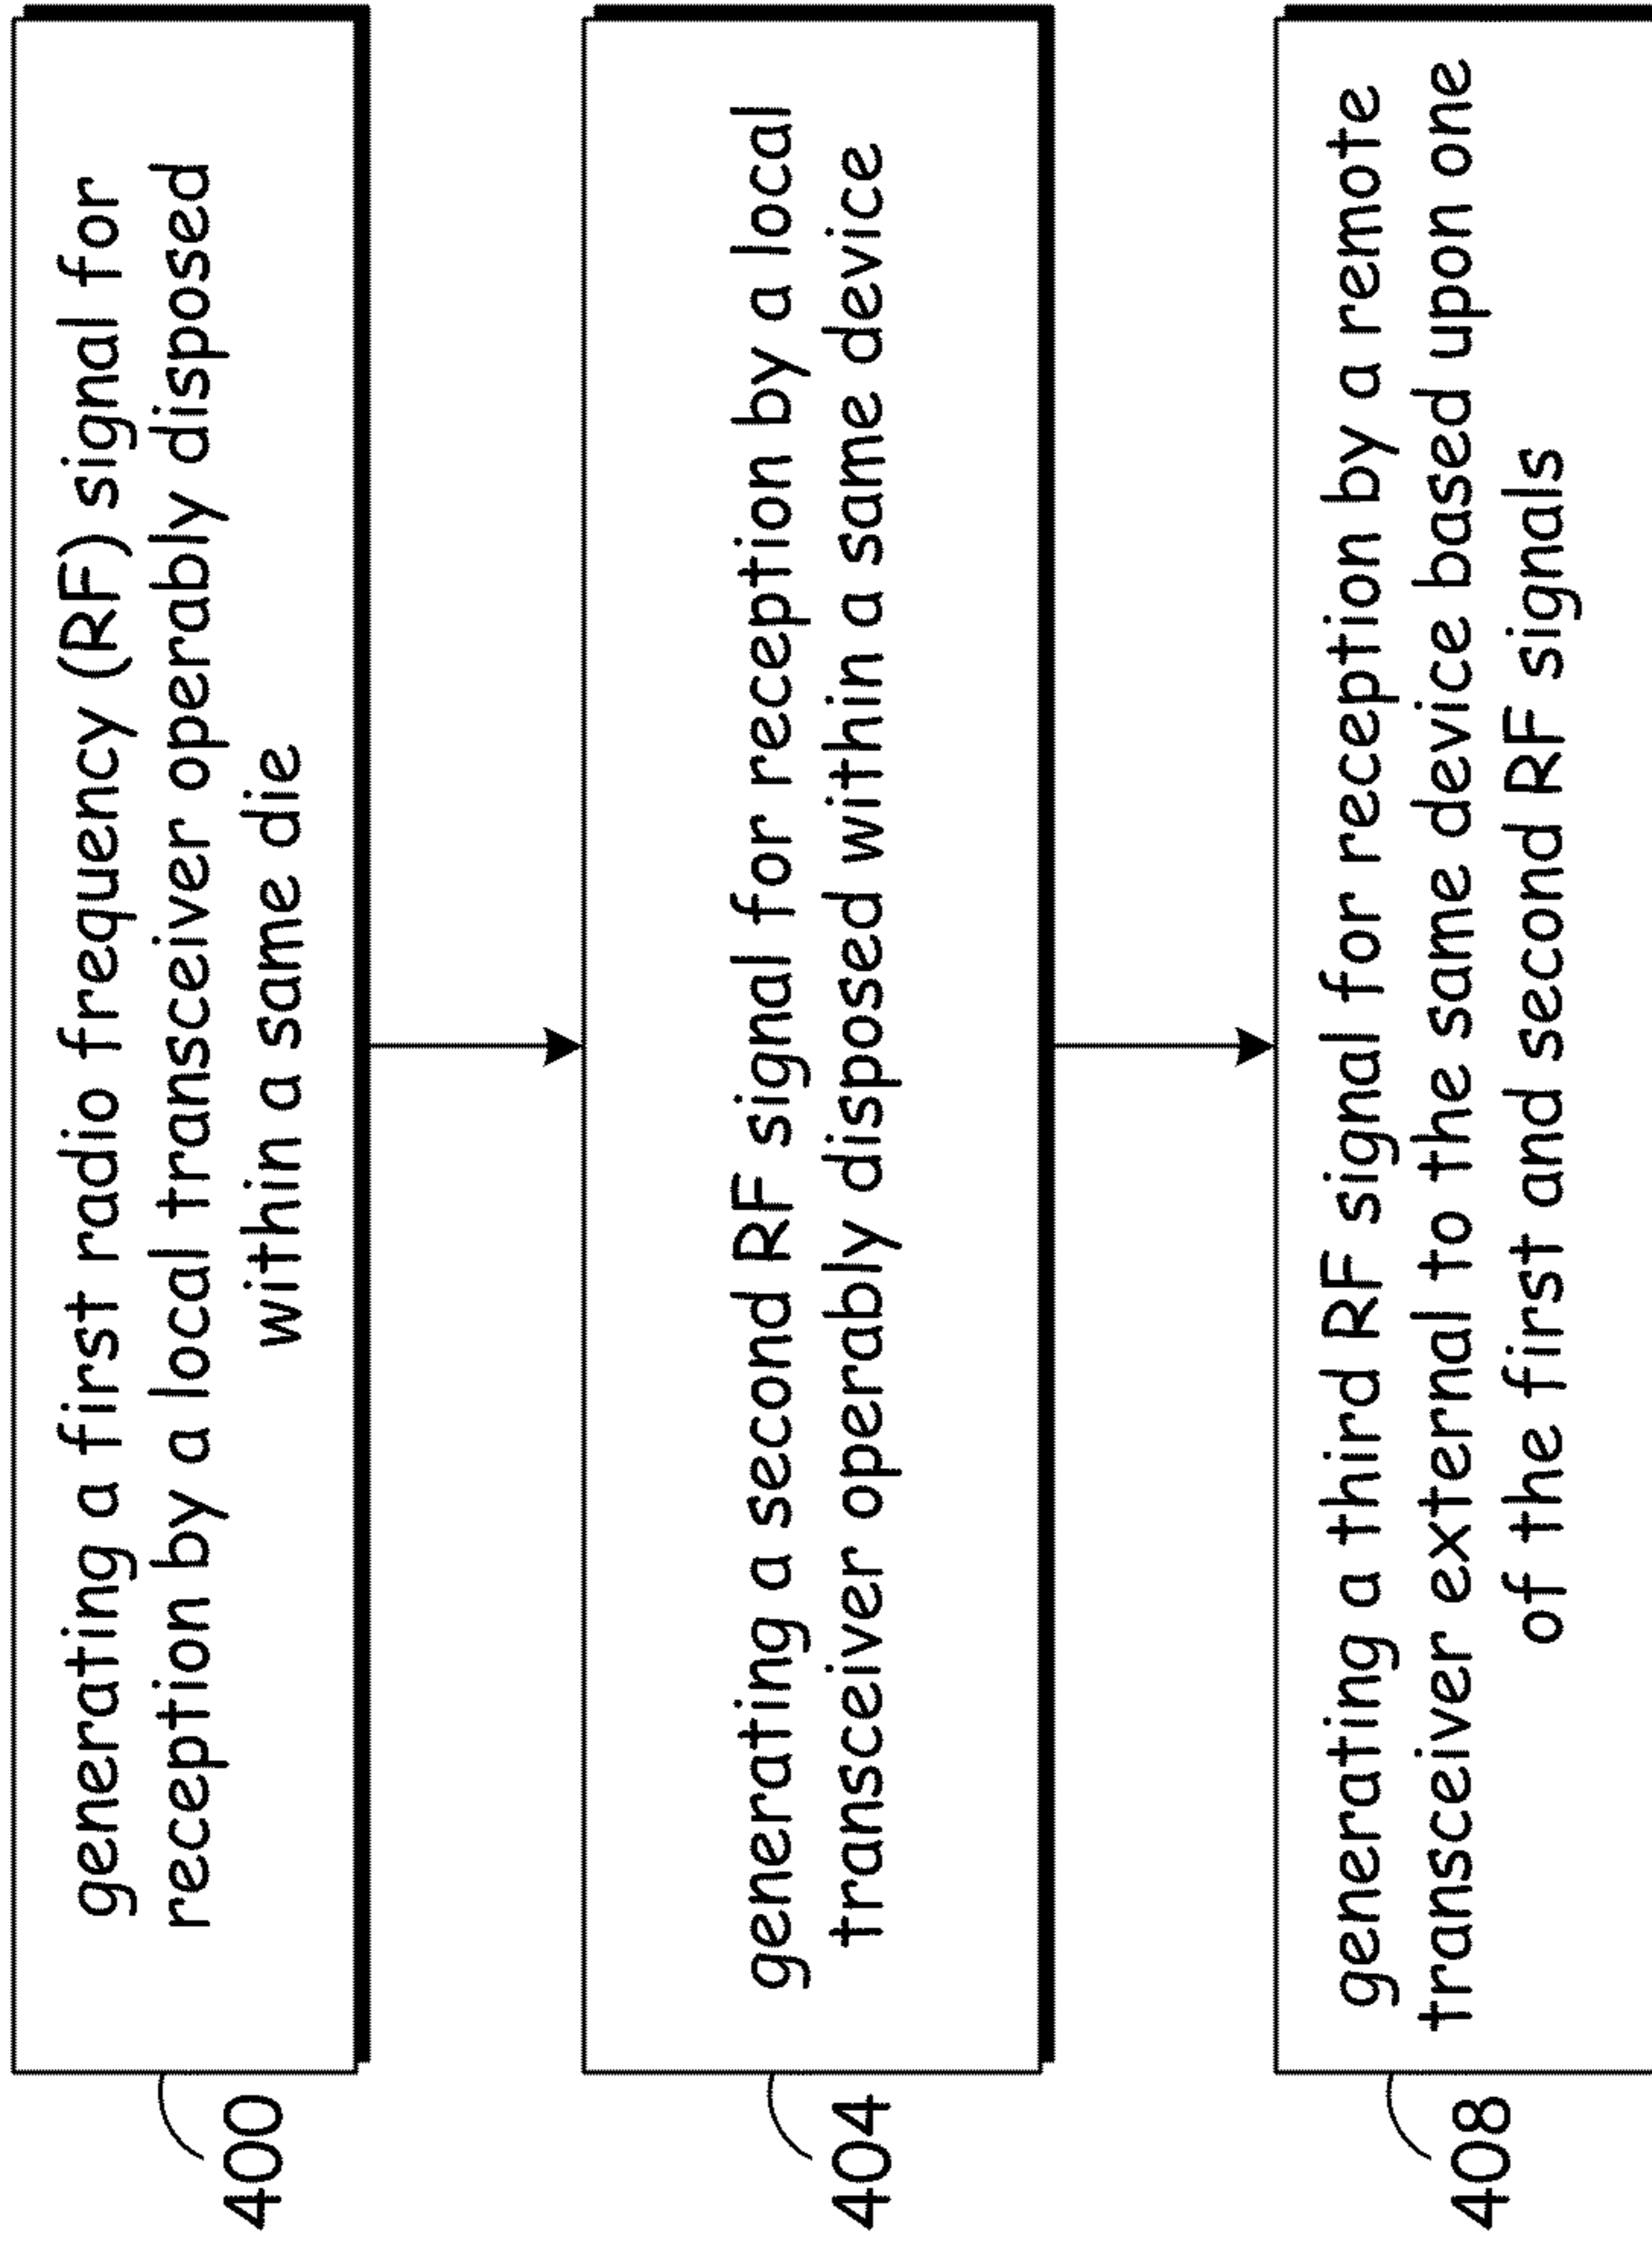 generating a first radio frequency (RF) signal for
reception by a local transceiver operably disposed
within a same die
400
generating a second RF signal for reception by a local
transceiver operably disposed within a same device
404
generating a third RF signal for reception by a remote
transceiver external to the same device based upon one
of the first and second RF signals
408